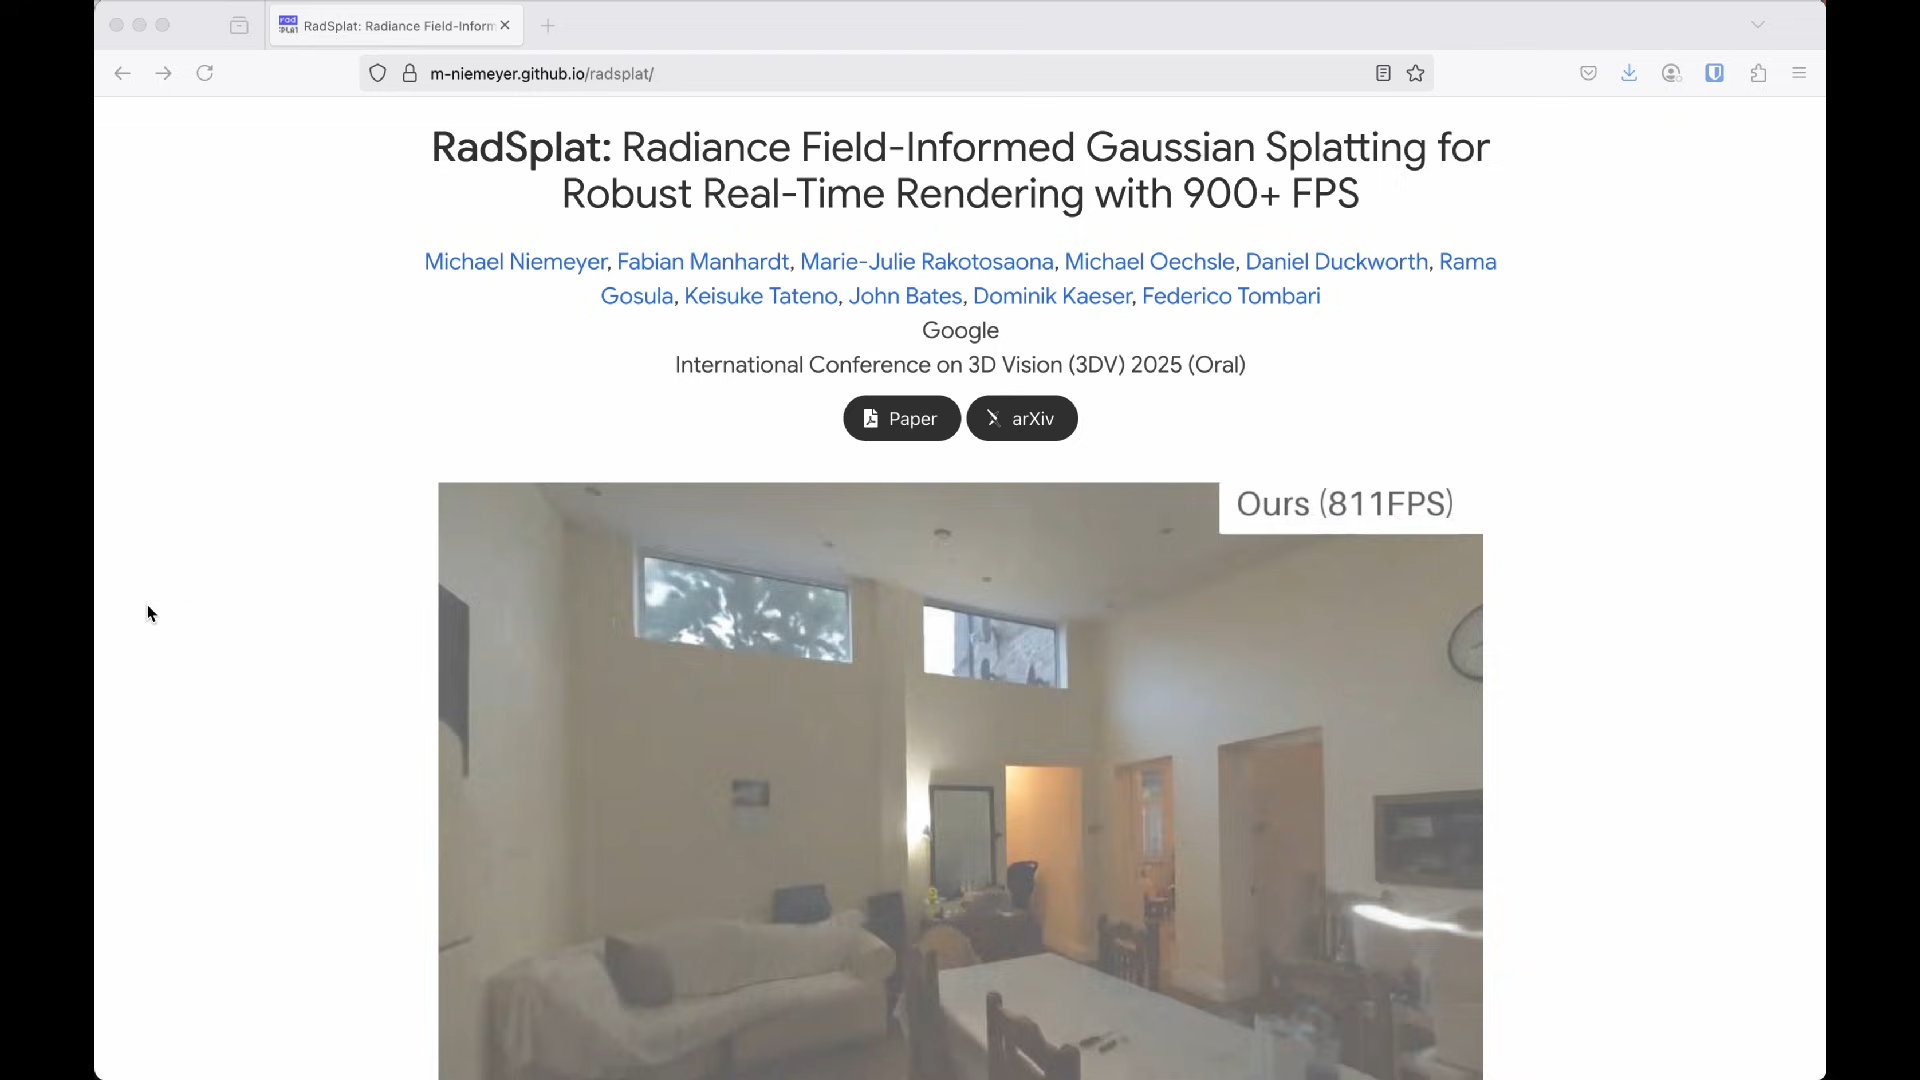 rad
SPLAT
RadSplat: Radiance Field-Inform
m-niemeyer.github.io/radsplat/
RadSplat: Radiance Field-Informed Gaussian Splatting for
Robust Real-Time Rendering with 900+ FPS
Michael Niemeyer, Fabian Manhardt, Marie-Julie Rakotosaona, Michael Oechsle, Daniel Duckworth, Rama
Gosula, Keisuke Tateno, John Bates, Dominik Kaeser, Federico Tombari
Google
International Conference on 3D Vision (3DV) 2025 (Oral)
Paper arXiv
Ours (811FPS)